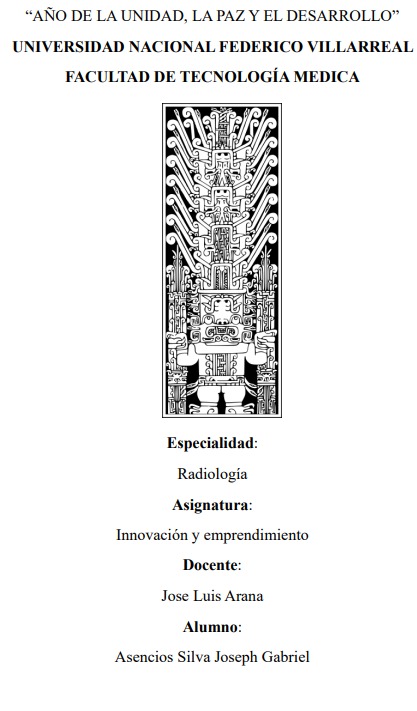 “AÑO DE LA UNIDAD, LA PAZ Y EL DESARROLLO”
UNIVERSIDAD NACIONAL FEDERICO VILLARREAL
FACULTAD DE TECNOLOGÍA MEDICA
Especialidad:
Radiología
Asignatura:
Innovación y emprendimiento
Docente:
Jose Luis Arana
Alumno:
Asencios Silva Joseph Gabriel